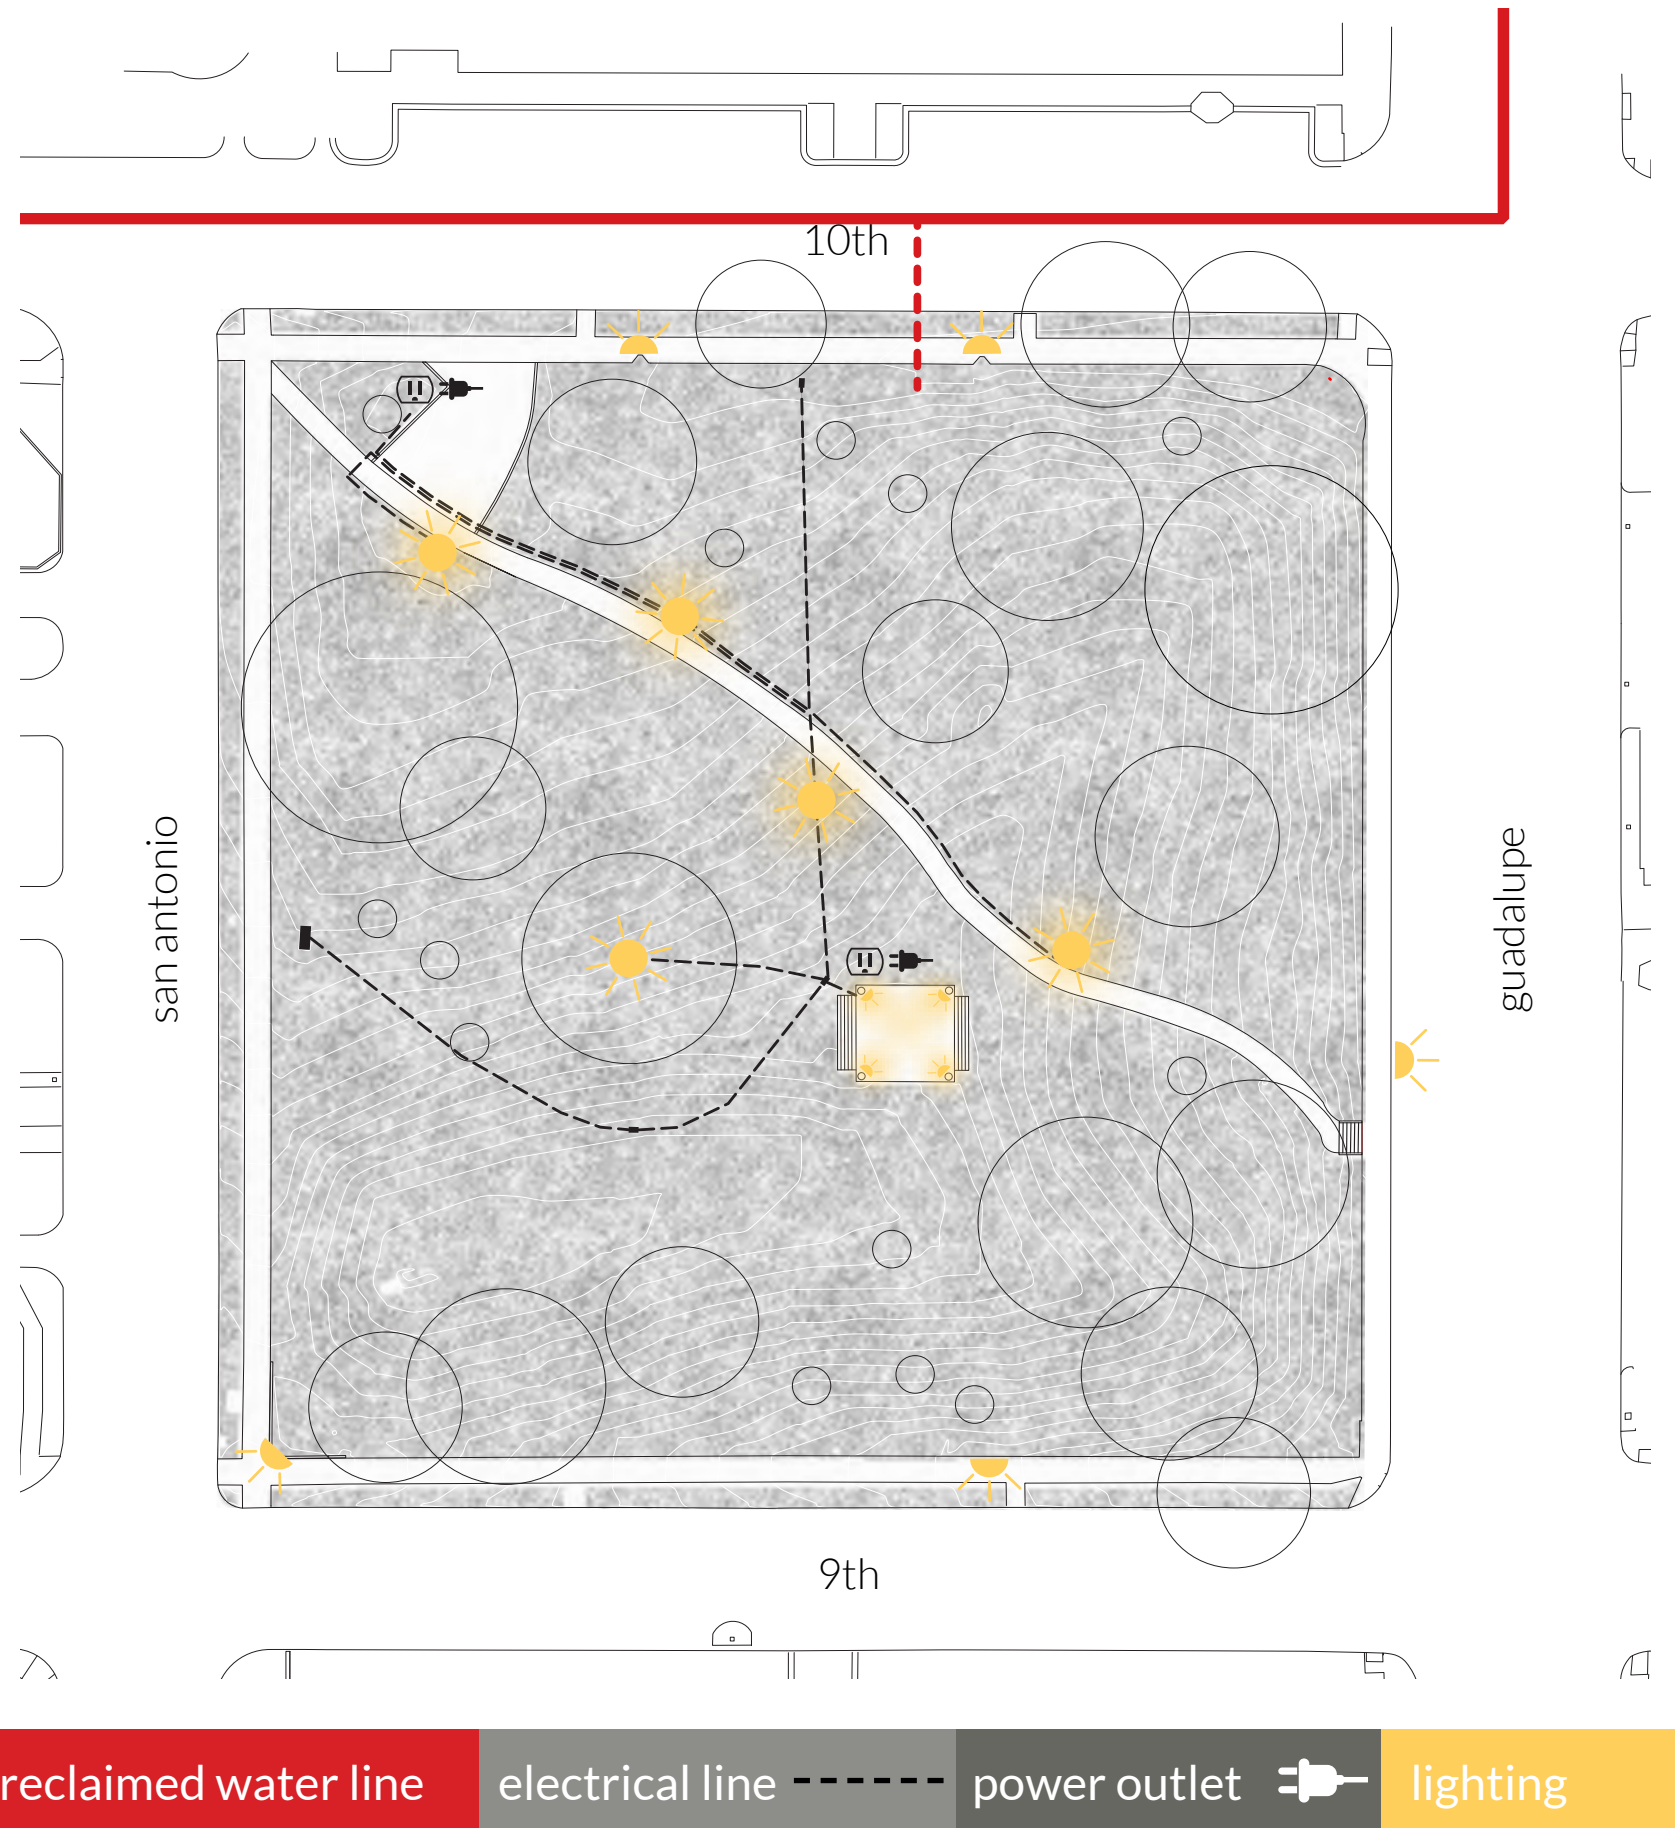 10th
san antonio
guadalupe
9th
reclaimed water line
electrical line
power outlet
lighting